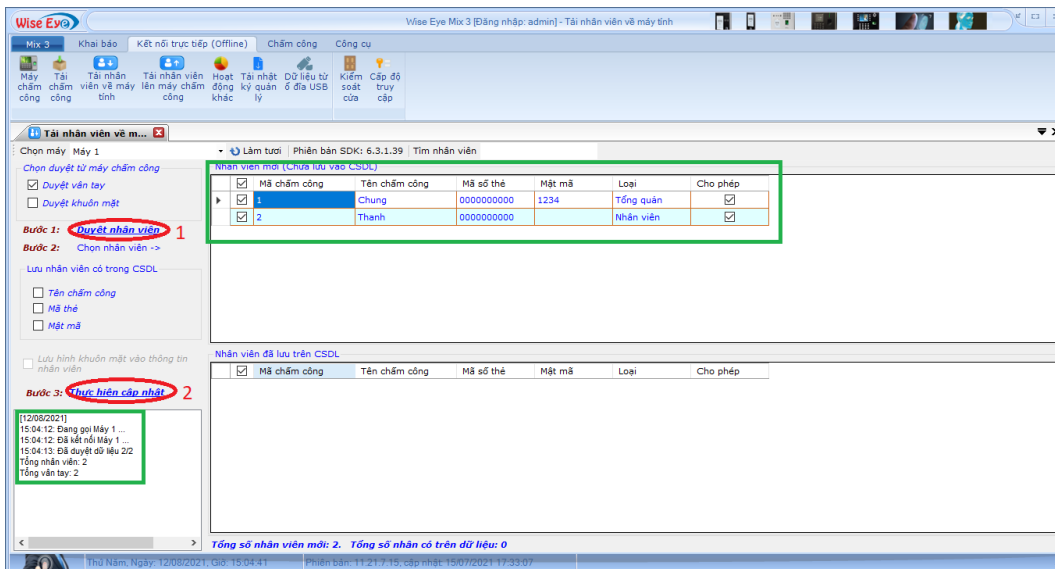 Wise Eye
Wise Eye Mix 3 [Đăng nhập: admin] - Tải nhân viên về máy tính
Mix 3 Khai báo Kết nối trực tiếp (Offline) Chấm công Công cụ
Máy chấm công
Tải chấm công
Tải nhân viên về máy tính
Tải nhân viên lên máy chấm công
Hoạt động khác
Tải nhật ký quản lý
Dữ liệu từ ổ đĩa USB
Kiểm soát cửa
Cấp độ truy cập
Tải nhân viên về m...
Chọn máy Máy 1 Làm tươi Phiên bản SDK: 6.3.1.39 Tìm nhân viên
Chọn duyệt từ máy chấm công
Duyệt vân tay
Duyệt khuôn mặt
Bước 1: Duyệt nhân viên 1
Bước 2: Chọn nhân viên ->
Lưu nhân viên có trong CSDL
Tên chấm công
Mã thẻ
Mật mã
Lưu hình khuôn mặt vào thông tin
nhân viên
Bước 3: Thực hiện cập nhật 2
[12/08/2021]
15:04:12: Đang gọi Máy 1 ...
15:04:12: Đã kết nối Máy 1 ...
15:04:13: Đã duyệt dữ liệu 2/2
Tổng nhân viên: 2
Tổng vân tay: 2
Nhân viên mới (Chưa lưu vào CSDL)
Mã chấm công Tên chấm công Mã số thẻ Mật mã Loại Cho phép
1 Chung 0000000000 1234 Tổng quản
2 Thanh 0000000000 Nhân viên
Nhân viên đã lưu trên CSDL
Mã chấm công Tên chấm công Mã số thẻ Mật mã Loại Cho phép
Tổng số nhân viên mới: 2. Tổng số nhân có trên dữ liệu: 0
Thứ Năm, Ngày: 12/08/2021, Giờ: 15:04:41 Phiên bản: 11.21.7.15, cập nhật: 15/07/2021 17:33:07